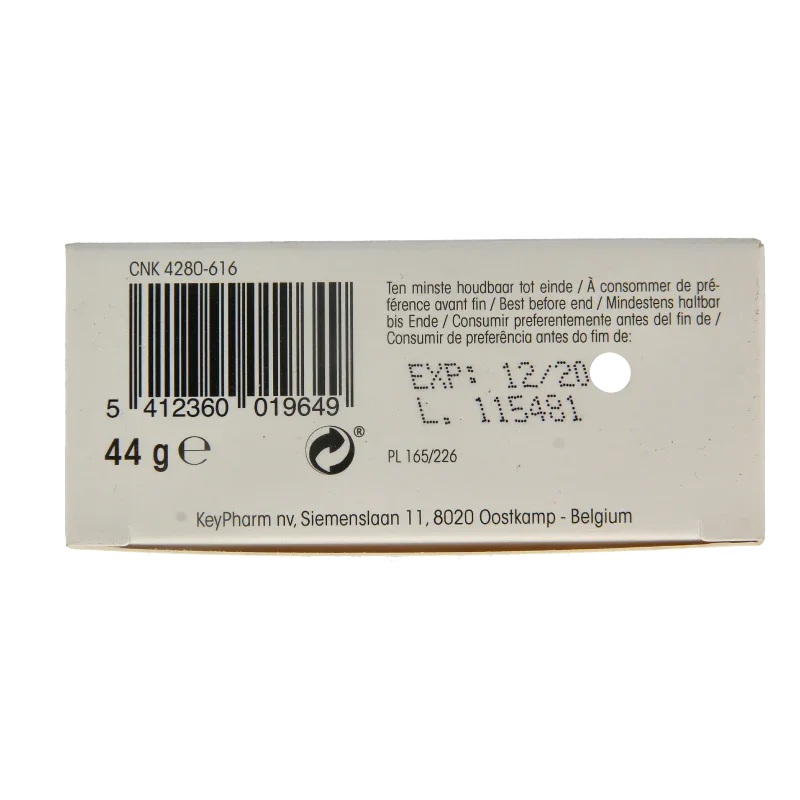 CNK 4280-616
5 412360 019649
44 g ℮
®
Ten minste houdbaar tot einde / À consommer de pré-
férence avant fin / Best before end / Mindestens haltbar
bis Ende / Consumir preferentemente antes del fin de /
Consumir de preferência antes do fim de:
EXP: 12/20
L. 115481
PL 165/226
KeyPharm nv, Siemenslaan 11, 8020 Oostkamp - Belgium